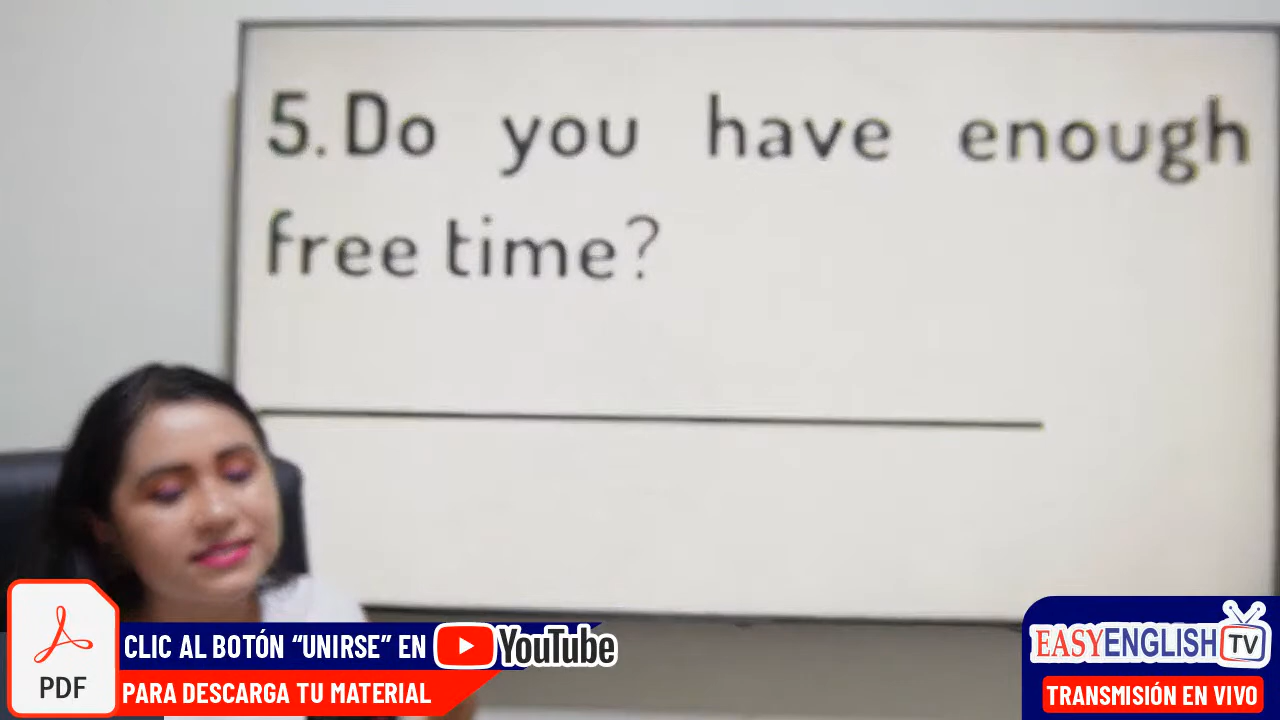 5. Do you have enough
free time?
PDF
CLIC AL BOTÓN “UNIRSE” EN YouTube
PARA DESCARGA TU MATERIAL
EASYENGLISH TV
TRANSMISIÓN EN VIVO